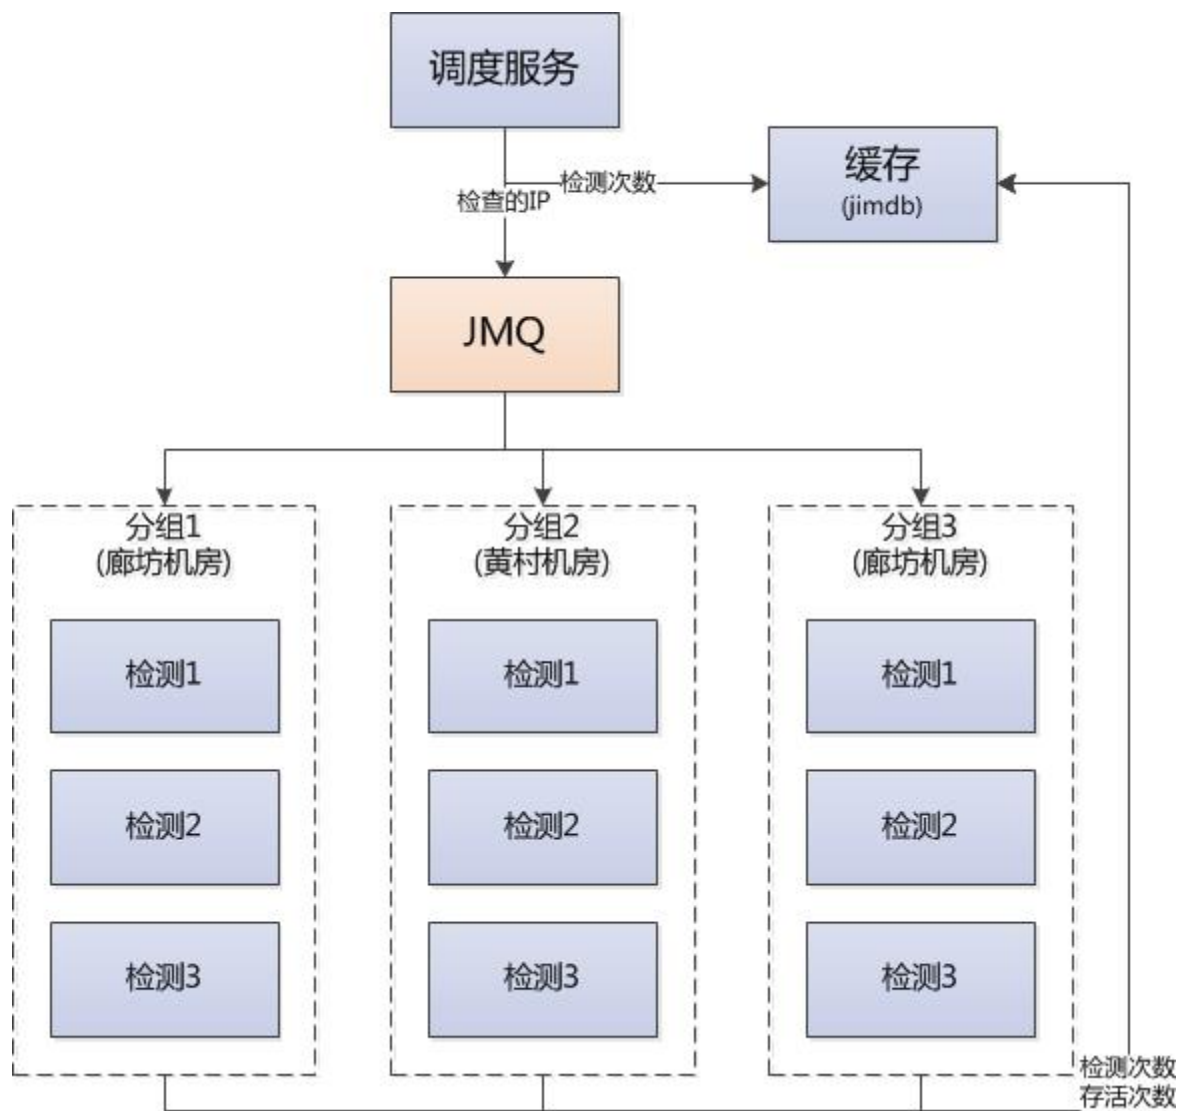 调度服务
缓存
(jimdb)
检测次数
检查的IP
JMQ
分组1
(廊坊机房)
分组2
(黄村机房)
分组3
(廊坊机房)
检测1
检测1
检测1
检测2
检测2
检测2
检测3
检测3
检测3
检测次数
存活次数